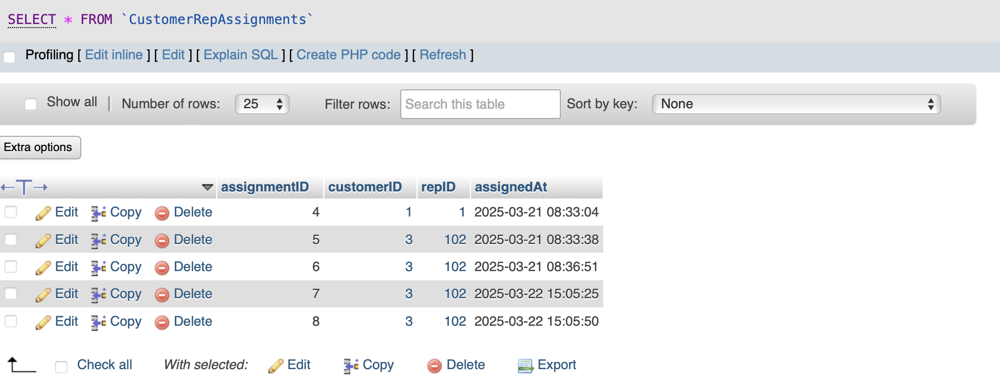 SELECT * FROM `CustomerRepAssignments`
Profiling [ Edit inline ] [ Edit ] [ Explain SQL ] [ Create PHP code ] [ Refresh ]
Show all | Number of rows: 25 Filter rows: Search this table Sort by key: None
Extra options
←T→ assignmentID customerID repID assignedAt
Edit Copy Delete 4 1 1 2025-03-21 08:33:04
Edit Copy Delete 5 3 102 2025-03-21 08:33:38
Edit Copy Delete 6 3 102 2025-03-21 08:36:51
Edit Copy Delete 7 3 102 2025-03-22 15:05:25
Edit Copy Delete 8 3 102 2025-03-22 15:05:50
Check all With selected: Edit Copy Delete Export